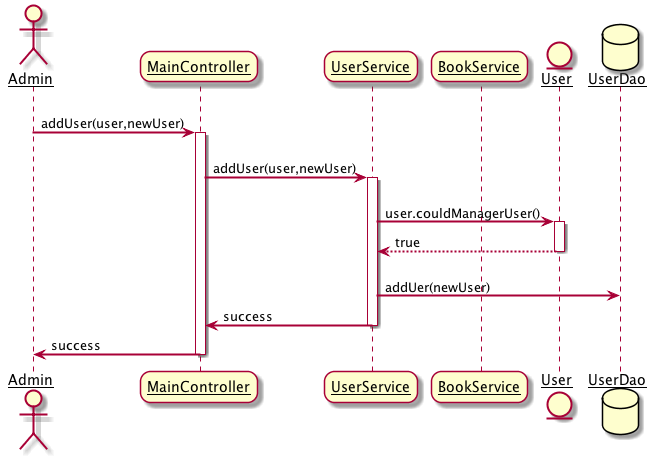 Admin
MainController
UserService
BookService
User
UserDao
addUser(user,newUser)
addUser(user,newUser)
user.couldManagerUser()
true
addUer(newUser)
success
success
Admin
MainController
UserService
BookService
User
UserDao